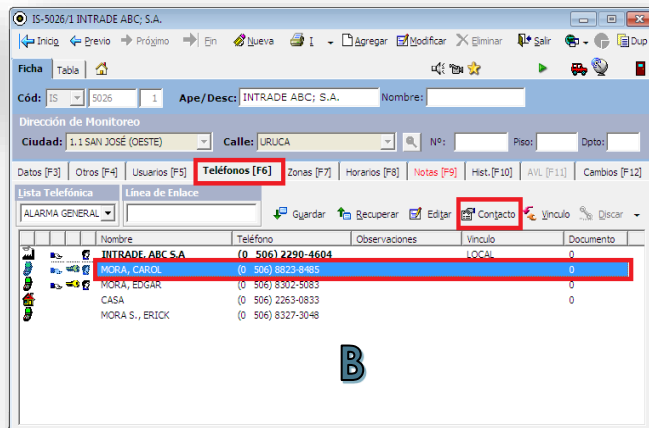 IS-5026/1 INTRADE ABC; S.A.
Inicio Previo Próximo Fin Nueva I Agregar Modificar Eliminar Salir Dup
Ficha Tabla
Cód: IS 5026 1 Ape/Desc: INTRADE ABC; S.A. Nombre:
Dirección de Monitoreo
Ciudad: 1.1 SAN JOSÉ (OESTE) Calle: URUCA Nº: Piso: Dpto:
Datos [F3] Otros [F4] Usuarios [F5] Teléfonos [F6] Zonas [F7] Horarios [F8] Notas [F9] Hist.[F10] AVL [F11] Cambios [F12]
Lista Telefónica Línea de Enlace
ALARMA GENERAL Guardar Recuperar Editar Contacto Vinculo Discar
Nombre Teléfono Observaciones Vinculo Documento
INTRADE, ABC S.A (0 506) 2290-4604 LOCAL 0
MORA, CAROL (0 506) 8823-8485 0
MORA, EDGAR (0 506) 8302-5083 0
CASA (0 506) 2263-0833 0
MORA S., ERICK (0 506) 8327-3048
B